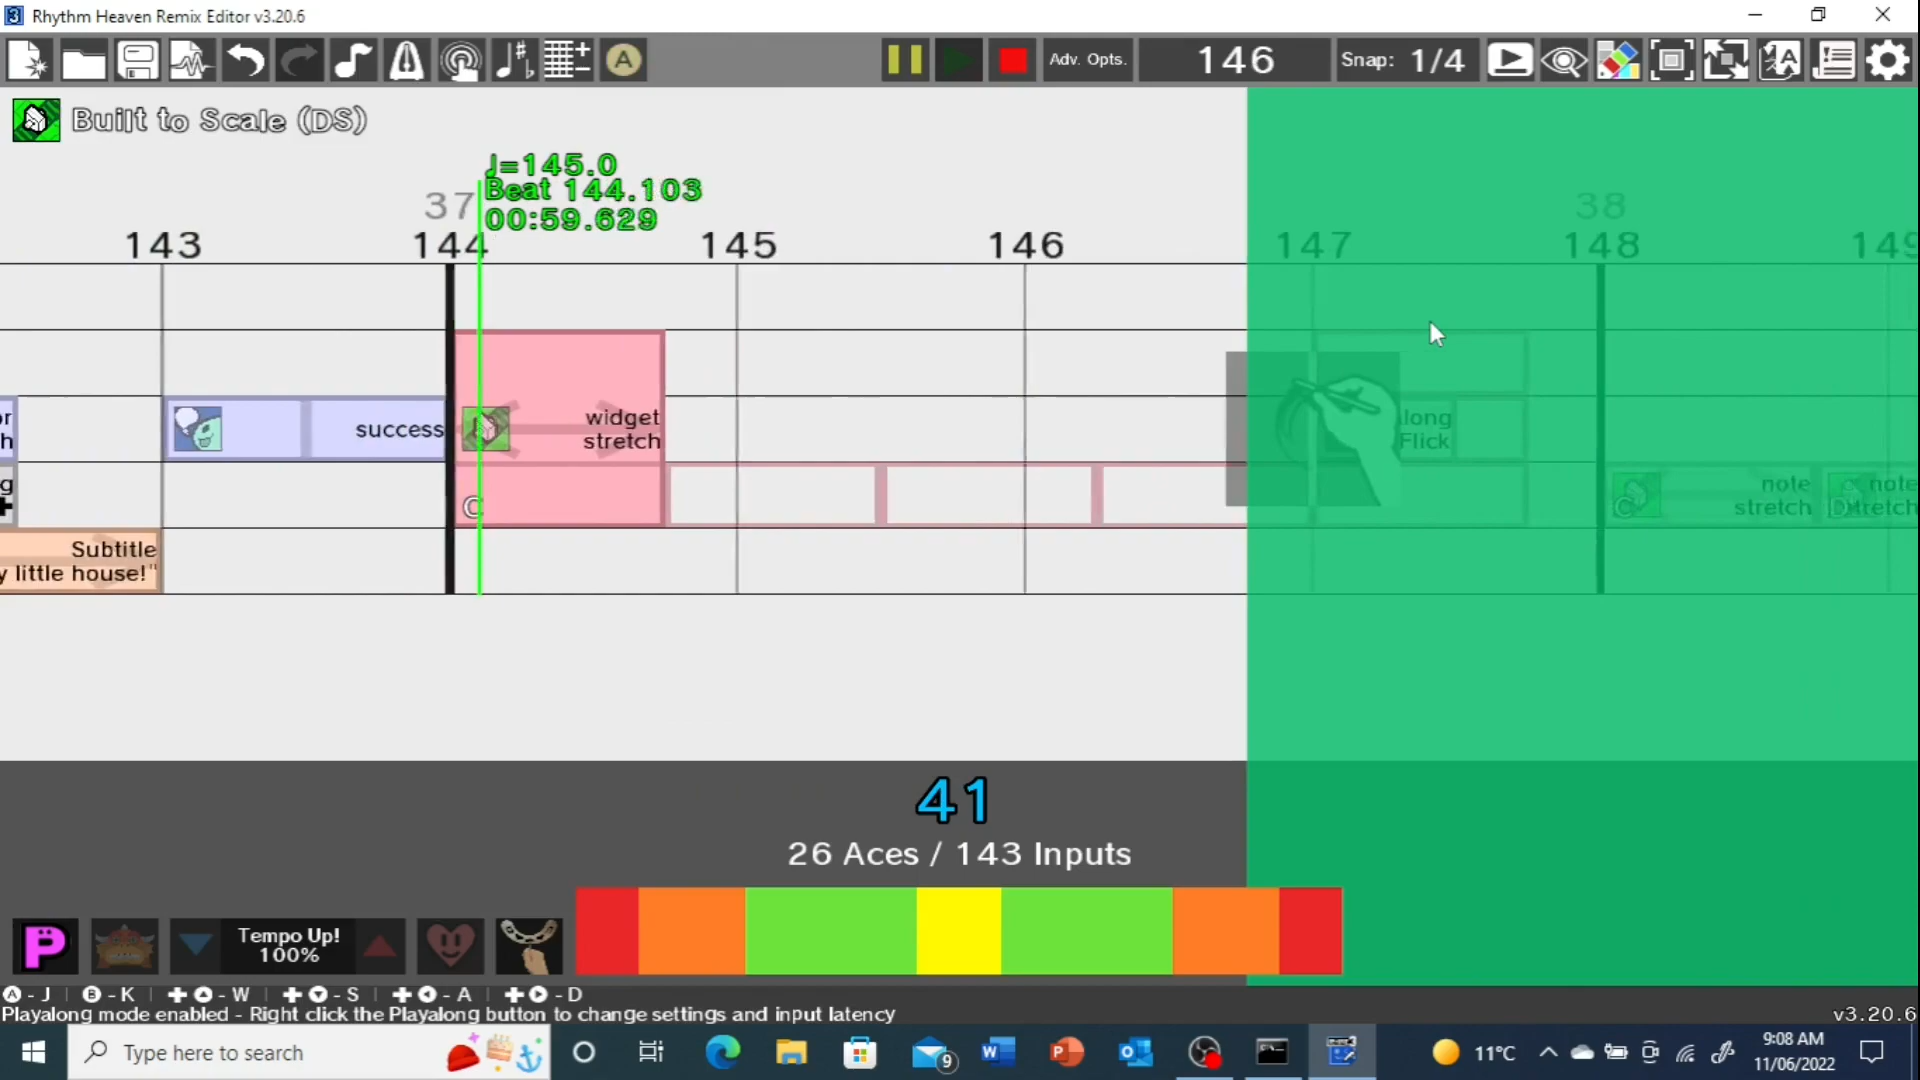 Rhythm Heaven Remix Editor v3.20.6
A
Adv. Opts.
146
Snap: 1/4
Built to Scale (DS)
♩=145.0
Beat 144.103
00:59.629
37
38
143
144
145
146
147
148
149
success
widget
stretch
C
long
Flick
note
stretch
C
note
stretch
D
Subtitle
y little house!"
41
26 Aces / 143 Inputs
P
Tempo Up!
100%
A - J | B - K | - W | - S | - A | - D
Playalong mode enabled - Right click the Playalong button to change settings and input latency
v3.20.6
Type here to search
9
11°C
9:08 AM
11/06/2022